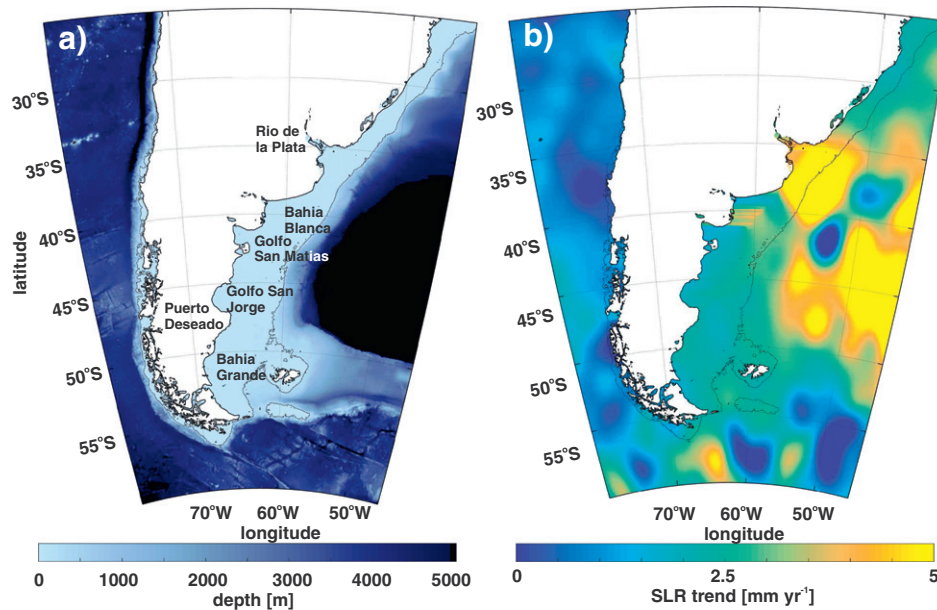 a)
30°S
35°S
40°S
45°S
50°S
55°S
latitude
Rio de
la Plata
Bahia
Blanca
Golfo
San Matias
Golfo San
Jorge
Puerto
Deseado
Bahia
Grande
70°W 60°W 50°W
longitude
0 1000 2000 3000 4000 5000
depth [m]
b)
30°S
35°S
40°S
45°S
50°S
55°S
70°W 60°W 50°W
longitude
0 2.5 5
SLR trend [mm yr⁻¹]